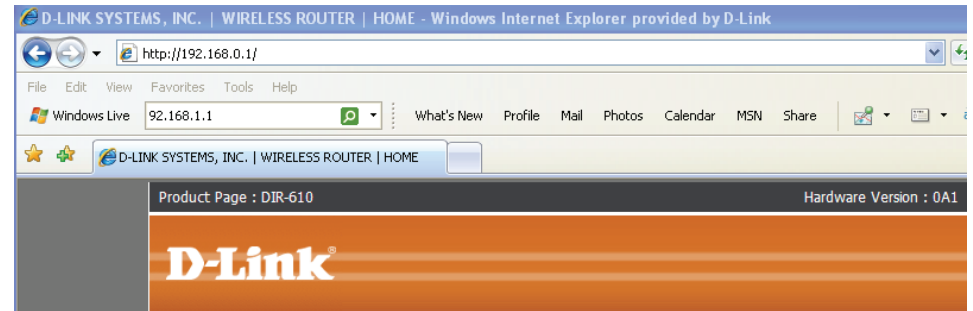 D-LINK SYSTEMS, INC. | WIRELESS ROUTER | HOME - Windows Internet Explorer provided by D-Link
http://192.168.0.1/
File Edit View Favorites Tools Help
Windows Live 92.168.1.1 What's New Profile Mail Photos Calendar MSN Share
D-LINK SYSTEMS, INC. | WIRELESS ROUTER | HOME
Product Page : DIR-610 Hardware Version : 0A1
D-Link®